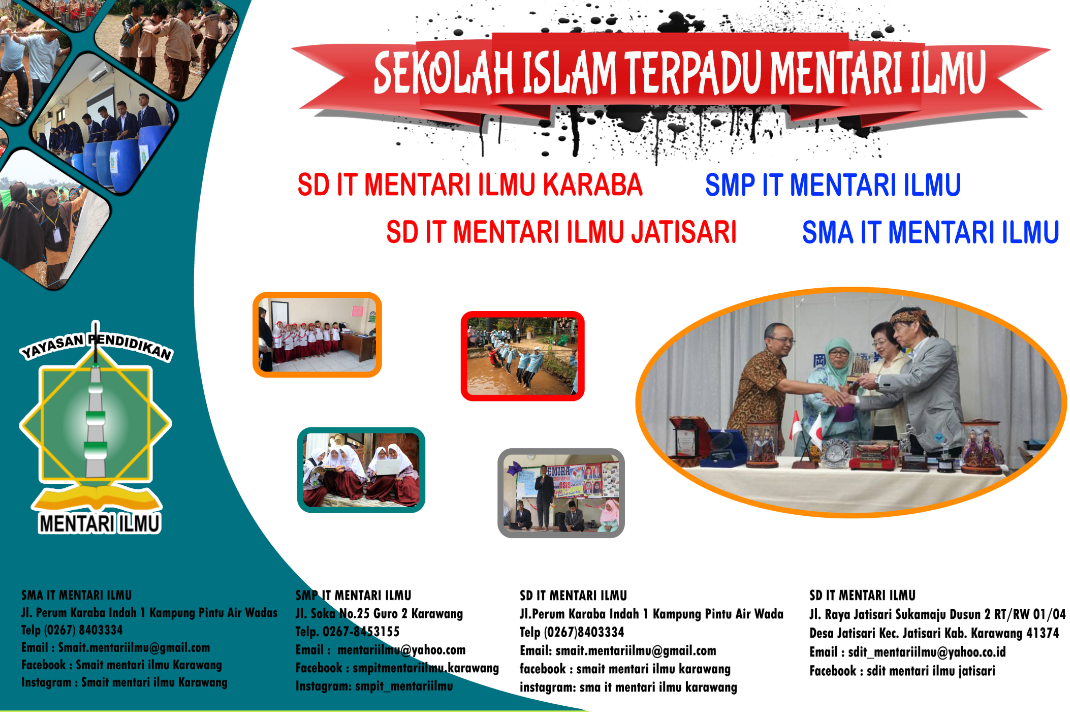 SEKOLAH ISLAM TERPADU MENTARI ILMU
SD IT MENTARI ILMU KARABA
SMP IT MENTARI ILMU
SD IT MENTARI ILMU JATISARI
SMA IT MENTARI ILMU
YAYASAN PENDIDIKAN
MENTARI ILMU
SMA IT MENTARI ILMU
Jl. Perum Karaba Indah 1 Kampung Pintu Air Wadas
Telp (0267) 8403334
Email : Smait.mentariilmu@gmail.com
Facebook : Smait mentari ilmu Karawang
Instagram : Smait mentari ilmu Karawang
SMP IT MENTARI ILMU
Jl. Soka No.25 Guro 2 Karawang
Telp. 0267-8453155
Email : mentariilmu@yahoo.com
Facebook : smpitmentariilmu.karawang
Instagram: smpit_mentariilmu
SD IT MENTARI ILMU
Jl.Perum Karaba Indah 1 Kampung Pintu Air Wada
Telp (0267)8403334
Email: smait.mentariilmu@gmail.com
facebook : smait mentari ilmu karawang
instagram: sma it mentari ilmu karawang
SD IT MENTARI ILMU
Jl. Raya Jatisari Sukamaju Dusun 2 RT/RW 01/04
Desa Jatisari Kec. Jatisari Kab. Karawang 41374
Email : sdit_mentariilmu@yahoo.co.id
Facebook : sdit mentari ilmu jatisari